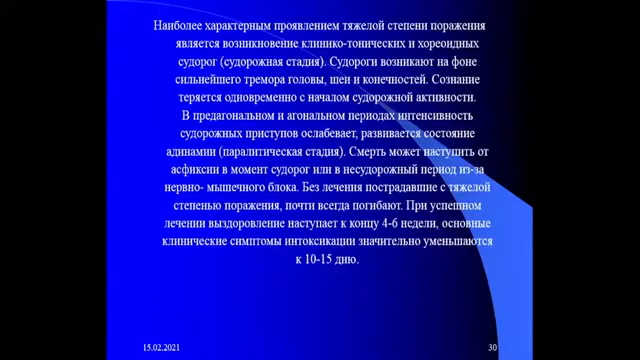 Наиболее характерным проявлением тяжелой степени поражения
является возникновение клинико-тонических и хореоидных
судорог (судорожная стадия). Судороги возникают на фоне
сильнейшего тремора головы, шеи и конечностей. Сознание
теряется одновременно с началом судорожной активности.
В предагональном и агональном периодах интенсивность
судорожных приступов ослабевает, развивается состояние
адинамии (паралитическая стадия). Смерть может наступить от
асфиксии в момент судорог или в несудорожный период из-за
нервно- мышечного блока. Без лечения пострадавшие с тяжелой
степенью поражения, почти всегда погибают. При успешном
лечении выздоровление наступает к концу 4-6 недели, основные
клинические симптомы интоксикации значительно уменьшаются
к 10-15 дню.
15.02.2021
30